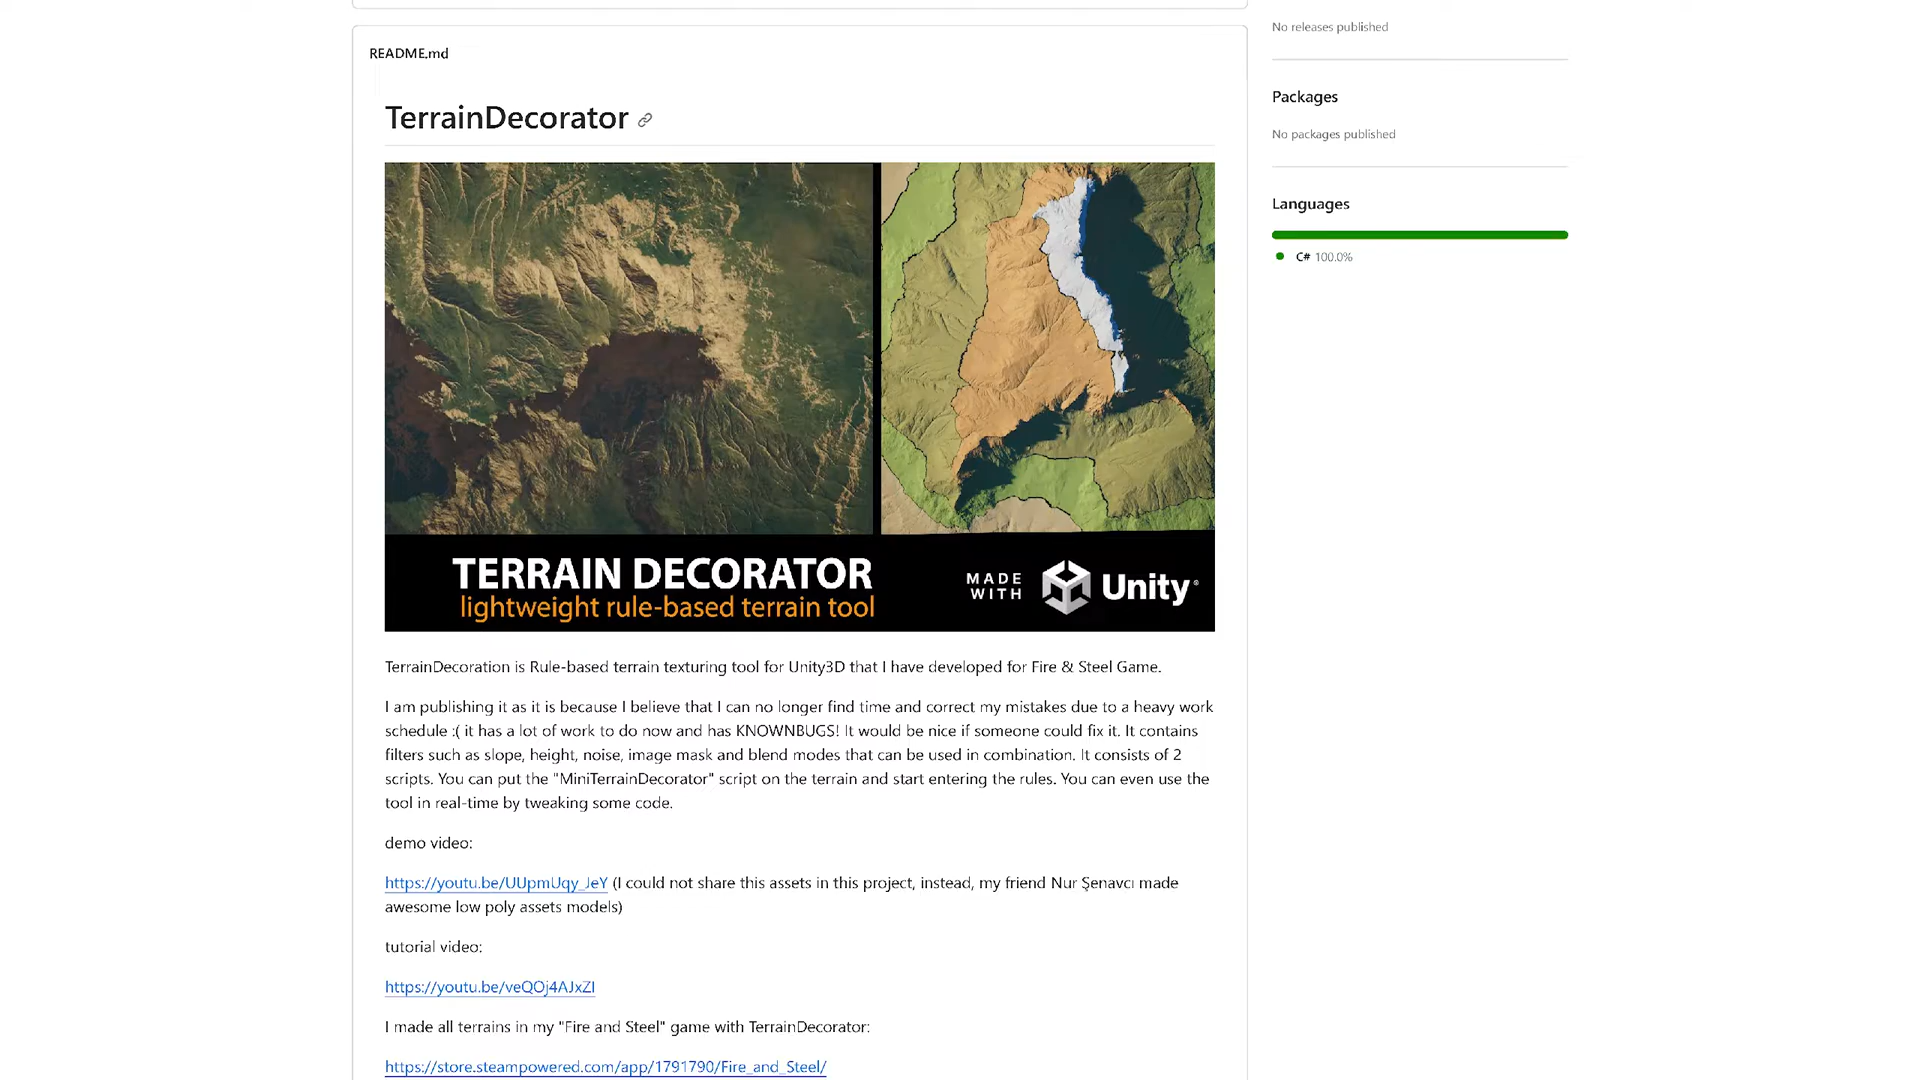 No releases published
README.md
Packages
TerrainDecorator
No packages published
Languages
C# 100.0%
TERRAIN DECORATOR
lightweight rule-based terrain tool
MADE
WITH
Unity
TerrainDecoration is Rule-based terrain texturing tool for Unity3D that I have developed for Fire & Steel Game.
I am publishing it as it is because I believe that I can no longer find time and correct my mistakes due to a heavy work
schedule :( it has a lot of work to do now and has KNOWNBUGS! It would be nice if someone could fix it. It contains
filters such as slope, height, noise, image mask and blend modes that can be used in combination. It consists of 2
scripts. You can put the "MiniTerrainDecorator" script on the terrain and start entering the rules. You can even use the
tool in real-time by tweaking some code.
demo video:
https://youtu.be/UUpmUqy_JeY (I could not share this assets in this project, instead, my friend Nur Şenavcı made
awesome low poly assets models)
tutorial video:
https://youtu.be/veQOj4AJxZI
I made all terrains in my "Fire and Steel" game with TerrainDecorator:
https://store.steampowered.com/app/1791790/Fire_and_Steel/